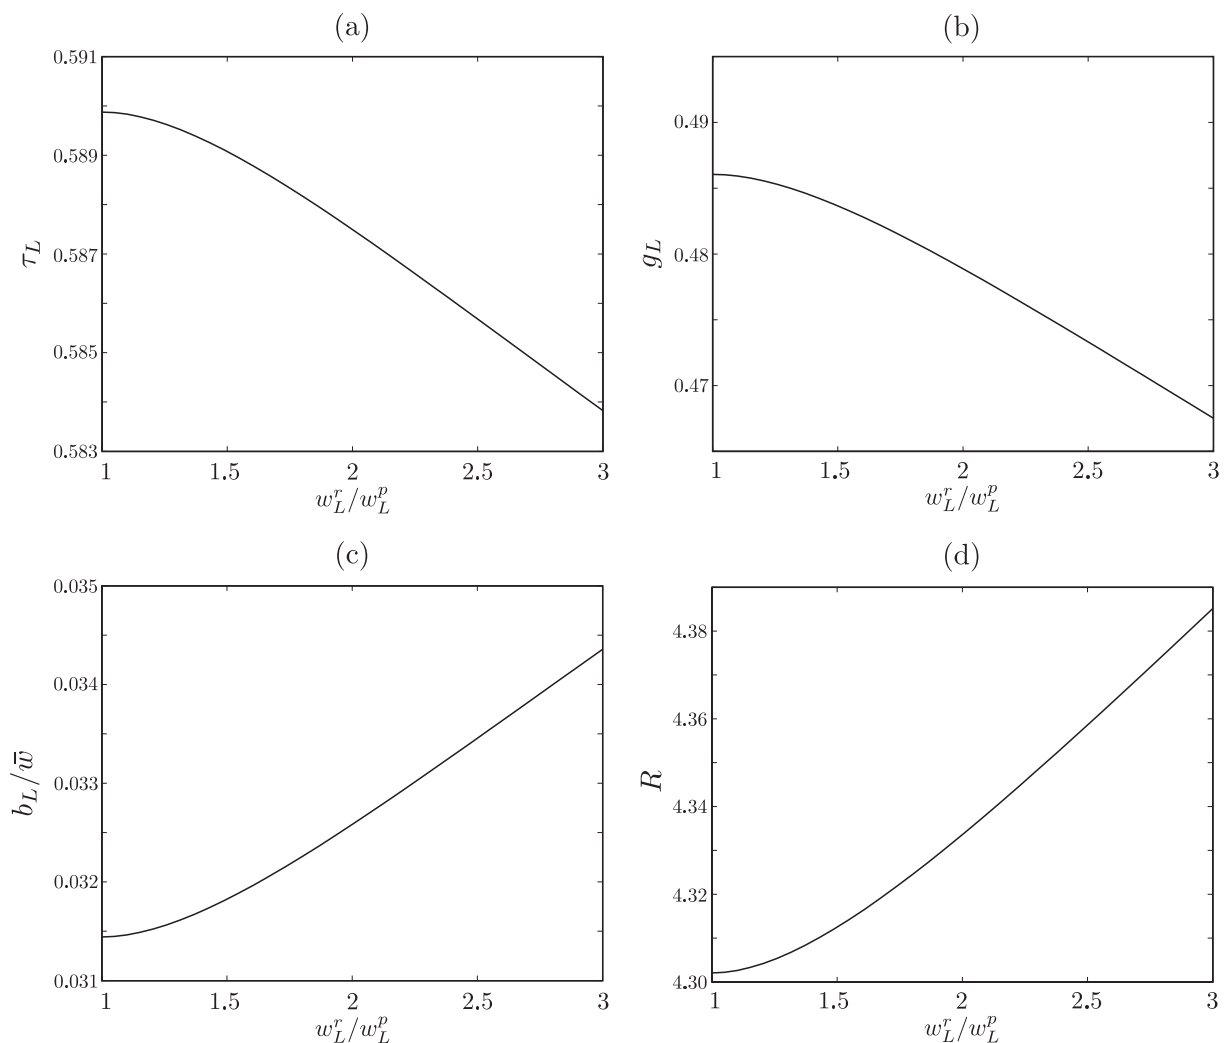 (a)
0.591
0.589
0.587
0.585
0.583
τ_L
1 1.5 2 2.5 3
w_L^r/w_L^p
(b)
0.49
0.48
0.47
g_L
1 1.5 2 2.5 3
w_L^r/w_L^p
(c)
0.035
0.034
0.033
0.032
0.031
b_L/w̄
1 1.5 2 2.5 3
w_L^r/w_L^p
(d)
4.38
4.36
4.34
4.32
4.30
R
1 1.5 2 2.5 3
w_L^r/w_L^p